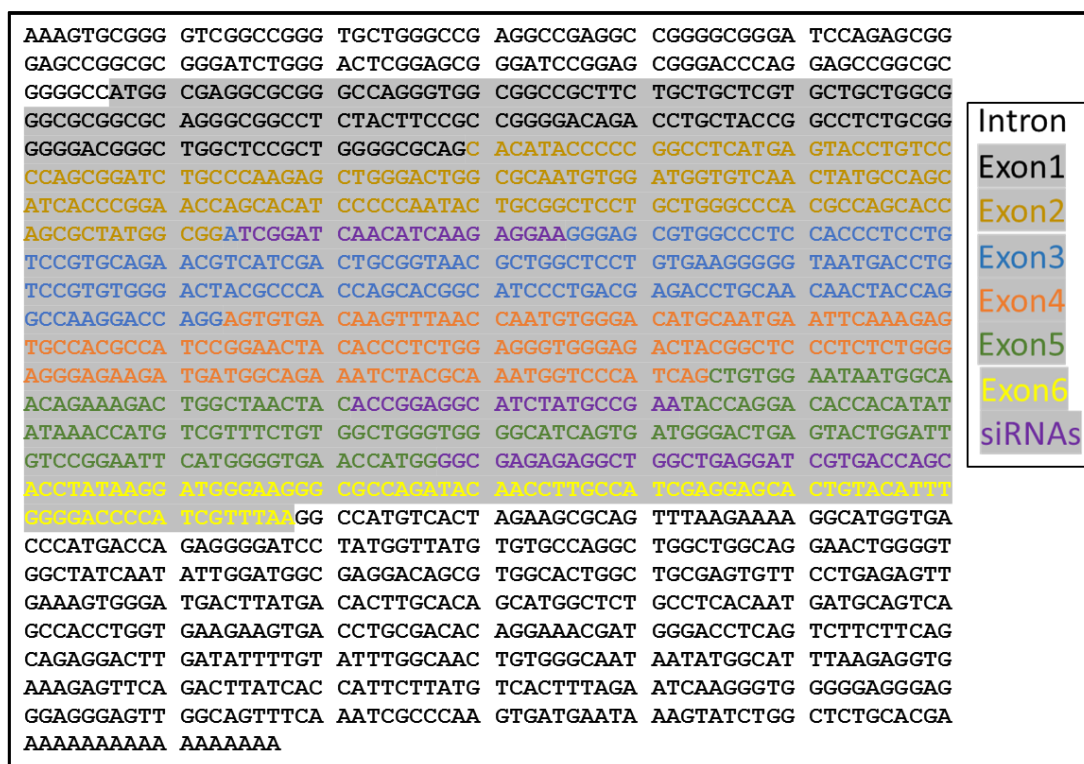 AAAGTGCGGG GTCGGCCGGG TGCTGGGCCG AGGCCGAGGC CGGGGCGGGA TCCAGAGCGG
GAGCCGGCGC GGGATCTGGG ACTCGGAGCG GGATCCGGAG CGGGACCCAG GAGCCGGCGC
GGGGCCATGG CGAGGCGCGG GCCAGGGTGG CGGCCGCTTC TGCTGCTCGT GCTGCTGGCG
GGCGCGGCGC AGGGCGGCCT CTACTTCCGC CGGGGACAGA CCTGCTACCG GCCTCTGCGG
GGGGACGGGC TGGCTCCGCT GGGGCGCAGC ACATACCCCC GGCCTCATGA GTACCTGTCC
CCAGCGGATC TGCCCAAGAG CTGGGACTGG CGCAATGTGG ATGGTGTCAA CTATGCCAGC
ATCACCCGGA ACCAGCACAT CCCCCAATAC TGCGGCTCCT GCTGGGCCCA CGCCAGCACC
AGCGCTATGG CGGATCGGAT CAACATCAAG AGGAAGGGAG CGTGGCCCTC CACCCTCCTG
TCCGTGCAGA ACGTCATCGA CTGCGGTAAC GCTGGCTCCT GTGAAGGGGG TAATGACCTG
TCCGTGTGGG ACTACGCCCA CCAGCACGGC ATCCCTGACG AGACCTGCAA CAACTACCAG
GCCAAGGACC AGGAGTGTGA CAAGTTTAAC CAATGTGGGA CATGCAATGA ATTCAAAGAG
TGCCACGCCA TCCGGAACTA CACCCTCTGG AGGGTGGGAG ACTACGGCTC CCTCTCTGGG
AGGGAGAAGA TGATGGCAGA AATCTACGCA AATGGTCCCA TCAGCTGTGG AATAATGGCA
ACAGAAAGAC TGGCTAACTA CACCGGAGGC ATCTATGCCG AATACCAGGA CACCACATAT
ATAAACCATG TCGTTTCTGT GGCTGGGTGG GGCATCAGTG ATGGGACTGA GTACTGGATT
GTCCGGAATT CATGGGGTGA ACCATGGGGC GAGAGAGGCT GGCTGAGGAT CGTGACCAGC
ACCTATAAGG ATGGGAAGGG CGCCAGATAC AACCTTGCCA TCGAGGAGCA CTGTACATTT
GGGGACCCCA TCGTTTAAGG CCATGTCACT AGAAGCGCAG TTTAAGAAAA GGCATGGTGA
CCCATGACCA GAGGGGATCC TATGGTTATG TGTGCCAGGC TGGCTGGCAG GAACTGGGGT
GGCTATCAAT ATTGGATGGC GAGGACAGCG TGGCACTGGC TGCGAGTGTT CCTGAGAGTT
GAAAGTGGGA TGACTTATGA CACTTGCACA GCATGGCTCT GCCTCACAAT GATGCAGTCA
GCCACCTGGT GAAGAAGTGA CCTGCGACAC AGGAAACGAT GGGACCTCAG TCTTCTTCAG
CAGAGGACTT GATATTTTGT ATTTGGCAAC TGTGGGCAAT AATATGGCAT TTAAGAGGTG
AAAGAGTTCA GACTTATCAC CATTCTTATG TCACTTTAGA ATCAAGGGTG GGGGAGGGAG
GGAGGGAGTT GGCAGTTTCA AATCGCCCAA GTGATGAATA AAGTATCTGG CTCTGCACGA
AAAAAAAAAA AAAAAAA
Intron
Exon1
Exon2
Exon3
Exon4
Exon5
Exon6
siRNAs